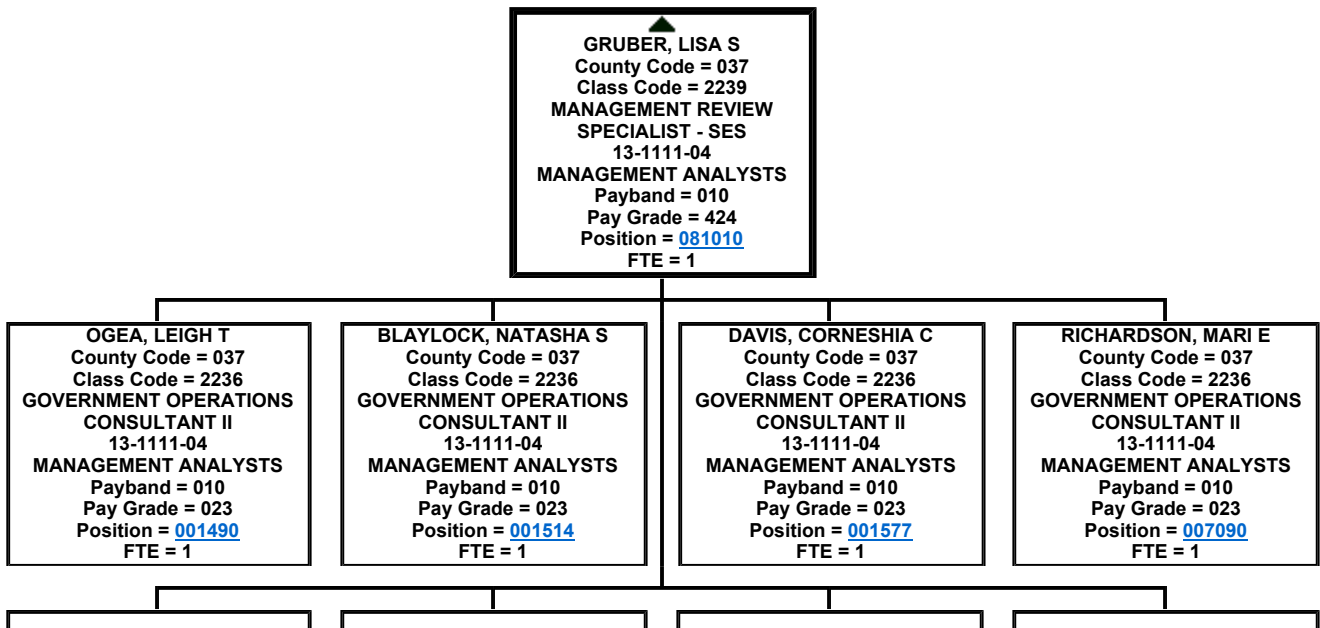 GRUBER, LISA S
County Code = 037
Class Code = 2239
MANAGEMENT REVIEW
SPECIALIST - SES
13-1111-04
MANAGEMENT ANALYSTS
Payband = 010
Pay Grade = 424
Position = 081010
FTE = 1
OGEA, LEIGH T
County Code = 037
Class Code = 2236
GOVERNMENT OPERATIONS
CONSULTANT II
13-1111-04
MANAGEMENT ANALYSTS
Payband = 010
Pay Grade = 023
Position = 001490
FTE = 1
BLAYLOCK, NATASHA S
County Code = 037
Class Code = 2236
GOVERNMENT OPERATIONS
CONSULTANT II
13-1111-04
MANAGEMENT ANALYSTS
Payband = 010
Pay Grade = 023
Position = 001514
FTE = 1
DAVIS, CORNESHIA C
County Code = 037
Class Code = 2236
GOVERNMENT OPERATIONS
CONSULTANT II
13-1111-04
MANAGEMENT ANALYSTS
Payband = 010
Pay Grade = 023
Position = 001577
FTE = 1
RICHARDSON, MARI E
County Code = 037
Class Code = 2236
GOVERNMENT OPERATIONS
CONSULTANT II
13-1111-04
MANAGEMENT ANALYSTS
Payband = 010
Pay Grade = 023
Position = 007090
FTE = 1